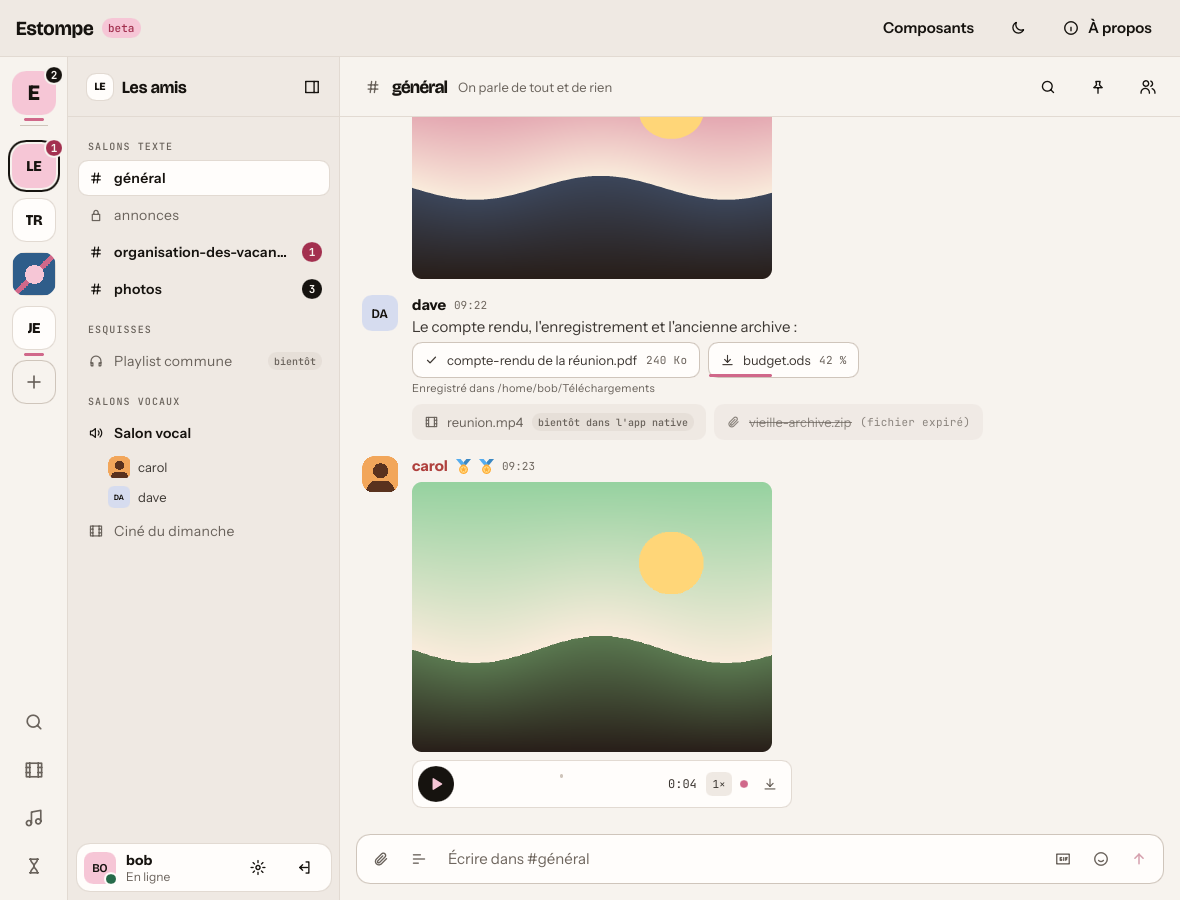 Estompe beta
Composants
À propos
E 2
LE 1
TR
JE
LE Les amis
SALONS TEXTE
# général
annonces
# organisation-des-vacan... 1
# photos 3
ESQUISSES
Playlist commune bientôt
SALONS VOCAUX
Salon vocal
carol
DA dave
Ciné du dimanche
BO bob
En ligne
# général On parle de tout et de rien
DA dave 09:22
Le compte rendu, l'enregistrement et l'ancienne archive :
compte-rendu de la réunion.pdf 240 Ko
budget.ods 42 %
Enregistré dans /home/bob/Téléchargements
reunion.mp4 bientôt dans l'app native
vieille-archive.zip (fichier expiré)
carol 09:23
0:04 1×
Écrire dans #général
GIF